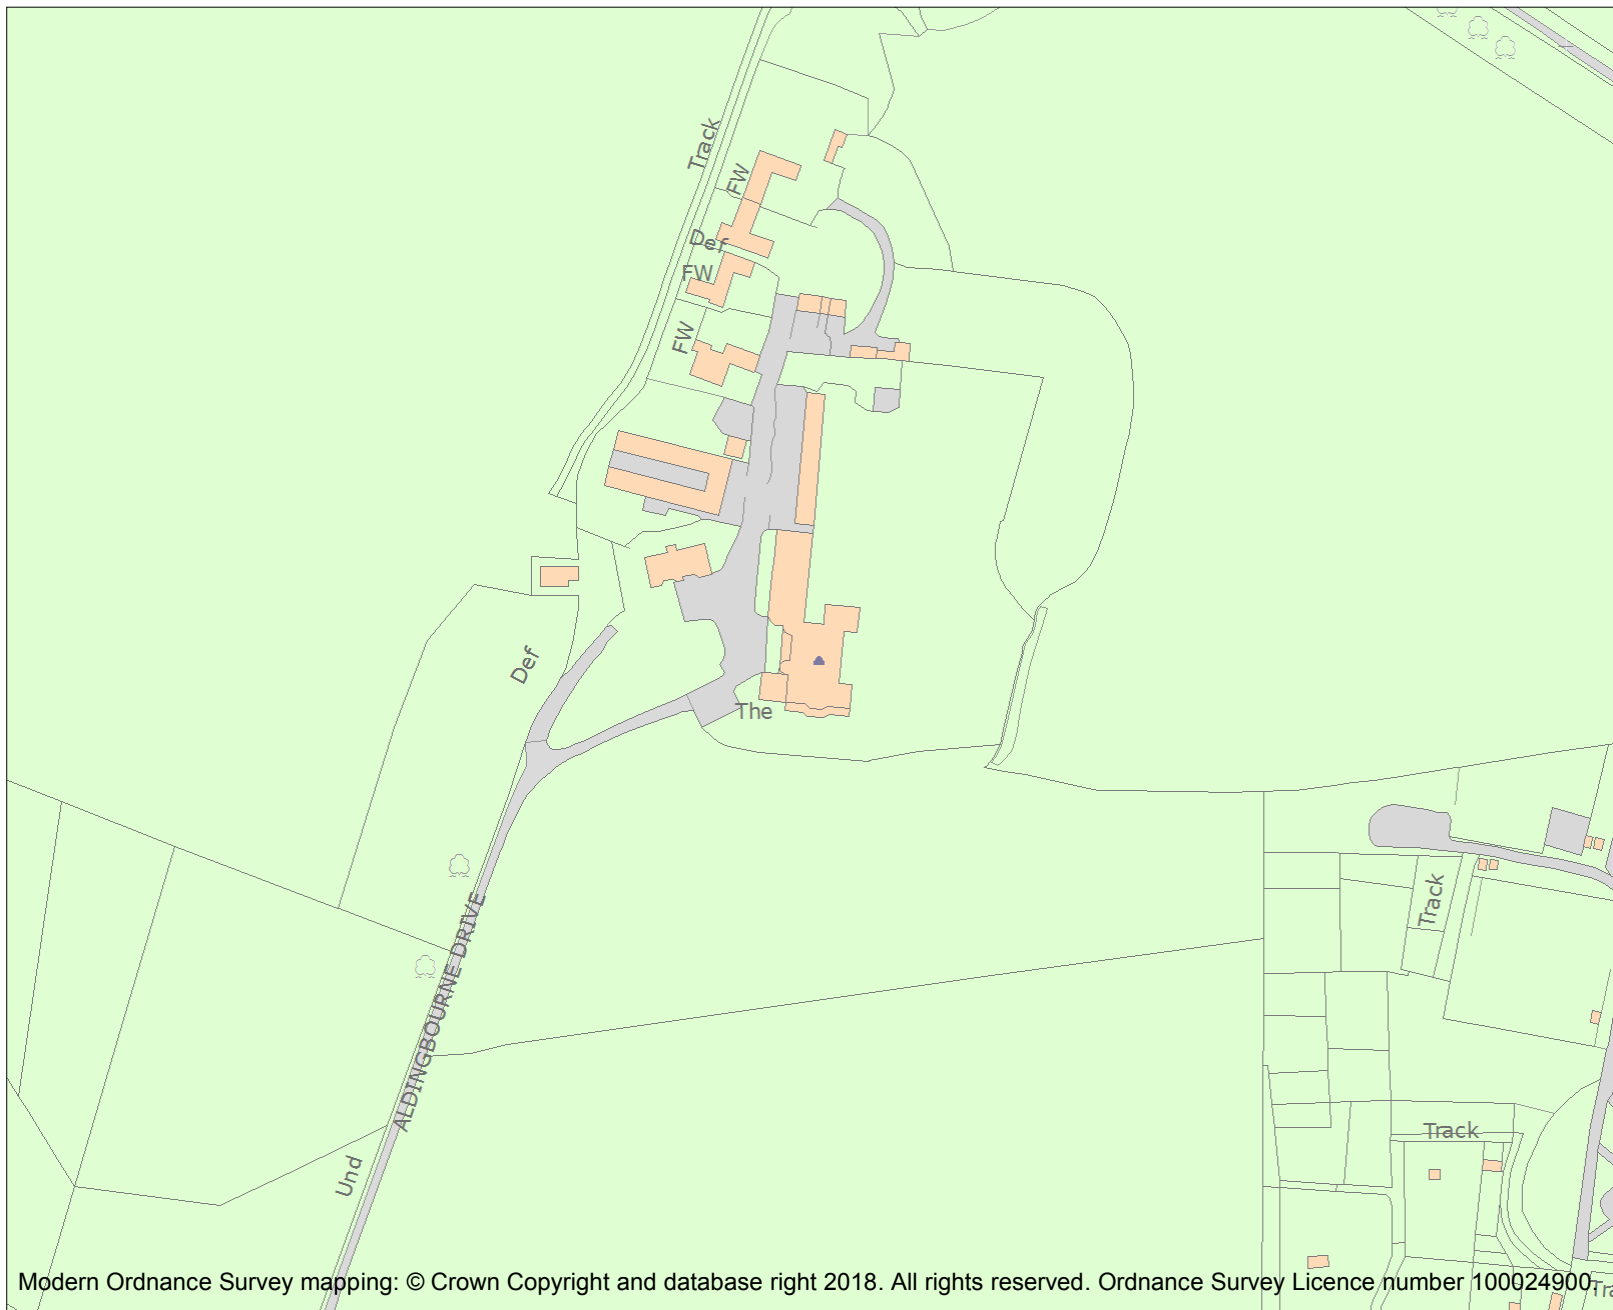 Track
FW
Def
FW
FW
Def
The
Track
ALDINGBOURNE DRIVE
Track
Und
Modern Ordnance Survey mapping: © Crown Copyright and database right 2018. All rights reserved. Ordnance Survey Licence number 100024900.